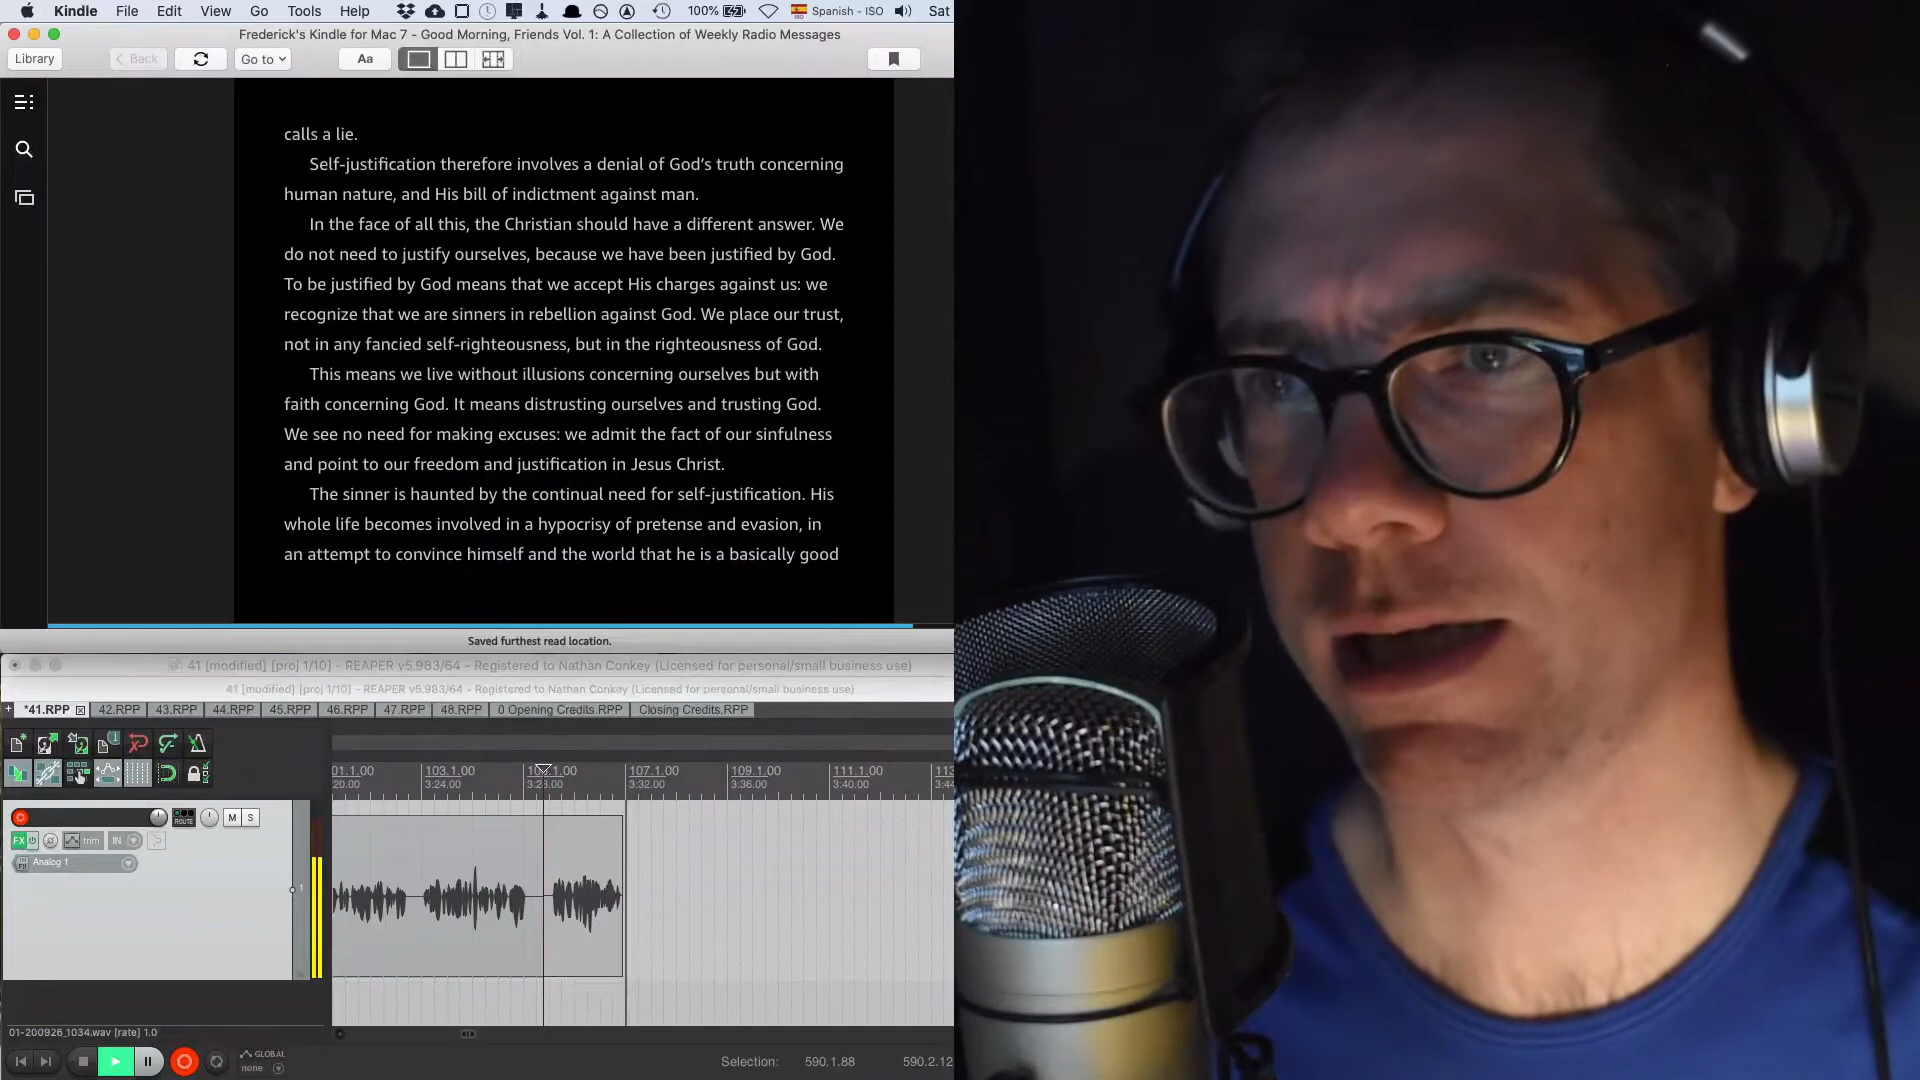 Kindle File Edit View Go Tools Help 100% Spanish - ISO Sat
Frederick's Kindle for Mac 7 - Good Morning, Friends Vol. 1: A Collection of Weekly Radio Messages
Library Back Go to Aa
calls a lie.
Self-justification therefore involves a denial of God's truth concerning
human nature, and His bill of indictment against man.
In the face of all this, the Christian should have a different answer. We
do not need to justify ourselves, because we have been justified by God.
To be justified by God means that we accept His charges against us: we
recognize that we are sinners in rebellion against God. We place our trust,
not in any fancied self-righteousness, but in the righteousness of God.
This means we live without illusions concerning ourselves but with
faith concerning God. It means distrusting ourselves and trusting God.
We see no need for making excuses: we admit the fact of our sinfulness
and point to our freedom and justification in Jesus Christ.
The sinner is haunted by the continual need for self-justification. His
whole life becomes involved in a hypocrisy of pretense and evasion, in
an attempt to convince himself and the world that he is a basically good
Saved furthest read location.
41 [modified] [proj 1/10] - REAPER v5.983/64 - Registered to Nathan Conkey (Licensed for personal/small business use)
41 [modified] [proj 1/10] - REAPER v5.983/64 - Registered to Nathan Conkey (Licensed for personal/small business use)
+ *41.RPP 42.RPP 43.RPP 44.RPP 45.RPP 46.RPP 47.RPP 48.RPP 0 Opening Credits.RPP Closing Credits.RPP
01.1.00 103.1.00 107.1.00 109.1.00 111.1.00 113
20.00 3:24.00 3:32.00 3:36.00 3:40.00 3:44
ROUTE M S
FX trim IN
FX Analog 1
1
01-200926_1034.wav [rate] 1.0
GLOBAL
none
Selection: 590.1.88 590.2.12